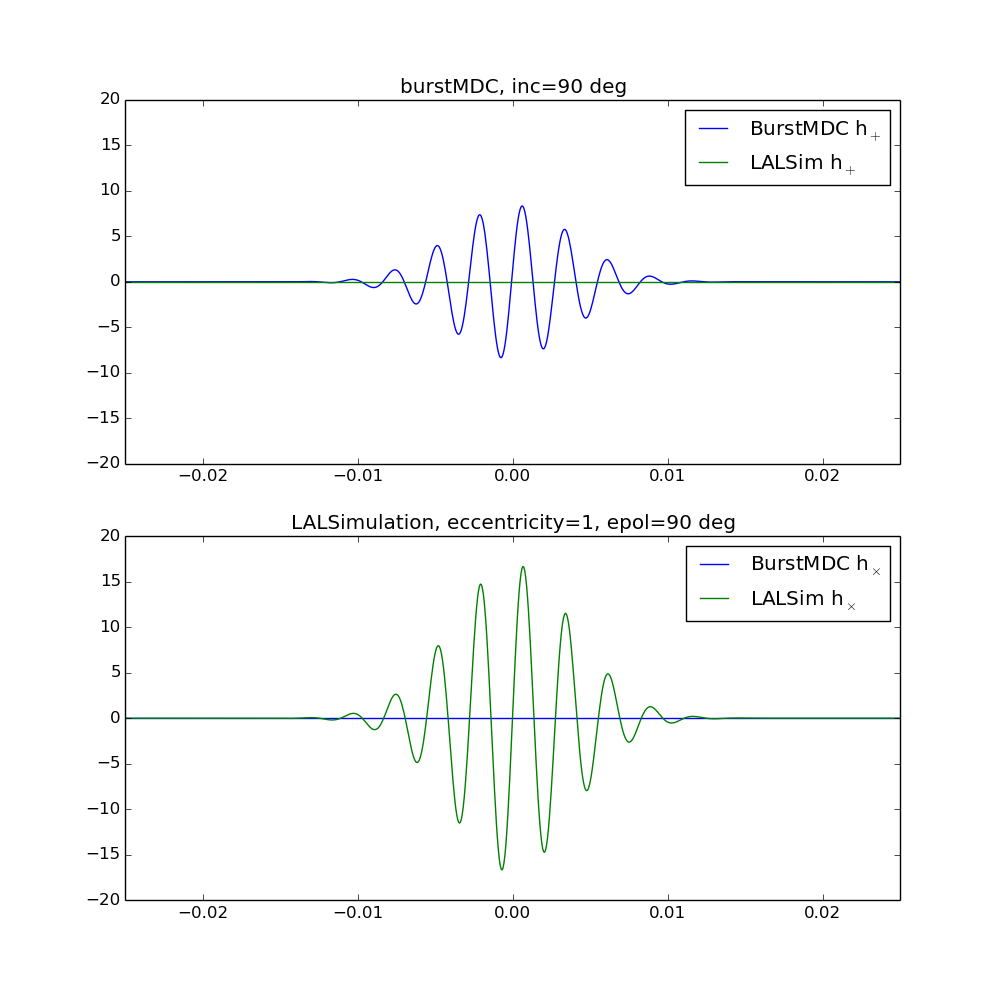 burstMDC, inc=90 deg
20
15
10
5
0
−5
−10
−15
−20
BurstMDC h₊
LALSim h₊
−0.02 −0.01 0.00 0.01 0.02
LALSimulation, eccentricity=1, epol=90 deg
20
15
10
5
0
−5
−10
−15
−20
BurstMDC h×
LALSim h×
−0.02 −0.01 0.00 0.01 0.02